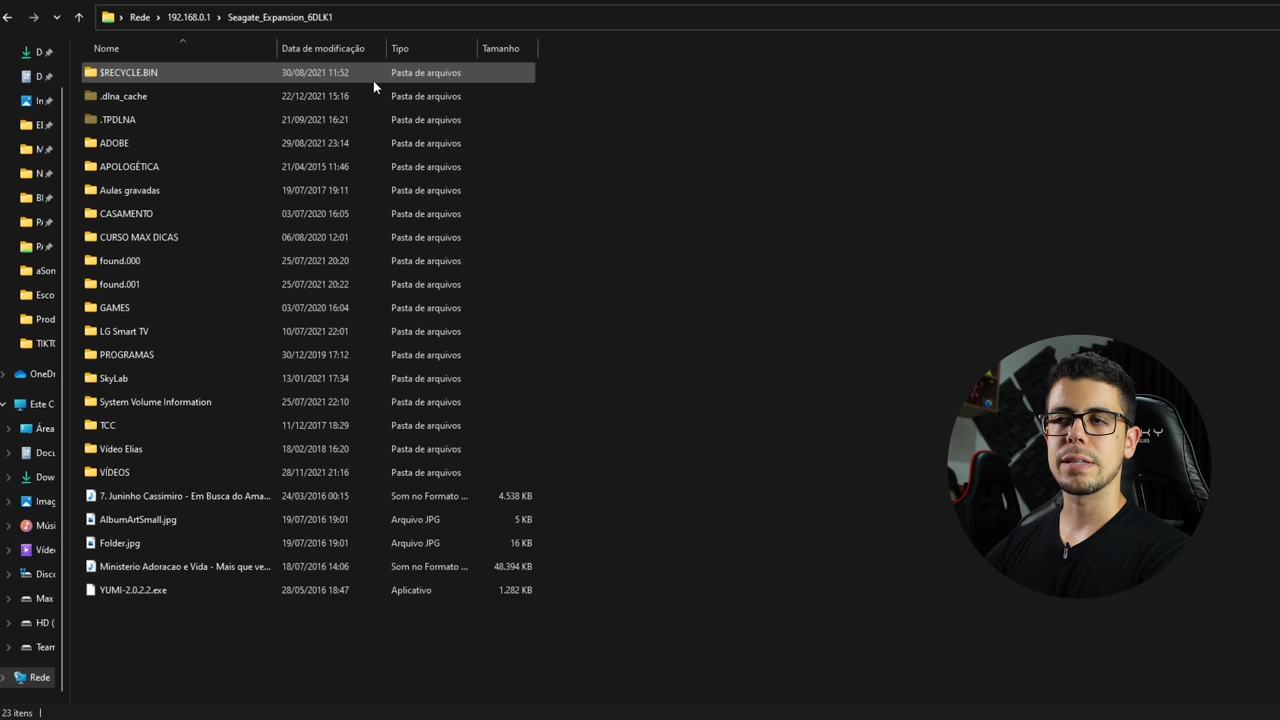 Rede > 192.168.0.1 > Seagate_Expansion_6DLK1
Nome Data de modificação Tipo Tamanho
$RECYCLE.BIN 30/08/2021 11:52 Pasta de arquivos
.dlna_cache 22/12/2021 15:16 Pasta de arquivos
.TPDLNA 21/09/2021 16:21 Pasta de arquivos
ADOBE 29/08/2021 23:14 Pasta de arquivos
APOLOGÉTICA 21/04/2015 11:46 Pasta de arquivos
Aulas gravadas 19/07/2017 19:11 Pasta de arquivos
CASAMENTO 03/07/2020 16:05 Pasta de arquivos
CURSO MAX DICAS 06/08/2020 12:01 Pasta de arquivos
found.000 25/07/2021 20:20 Pasta de arquivos
found.001 25/07/2021 20:22 Pasta de arquivos
GAMES 03/07/2020 16:04 Pasta de arquivos
LG Smart TV 10/07/2021 22:01 Pasta de arquivos
PROGRAMAS 30/12/2019 17:12 Pasta de arquivos
SkyLab 13/01/2021 17:34 Pasta de arquivos
System Volume Information 25/07/2021 22:10 Pasta de arquivos
TCC 11/12/2017 18:29 Pasta de arquivos
Vídeo Elias 18/02/2018 16:20 Pasta de arquivos
VÍDEOS 28/11/2021 21:16 Pasta de arquivos
7. Juninho Cassimiro - Em Busca do Ama... 24/03/2016 00:15 Som no Formato ... 4.538 KB
AlbumArtSmall.jpg 19/07/2016 19:01 Arquivo JPG 5 KB
Folder.jpg 19/07/2016 19:01 Arquivo JPG 16 KB
Ministerio Adoracao e Vida - Mais que ve... 18/07/2016 14:06 Som no Formato ... 48.394 KB
YUMI-2.0.2.2.exe 28/05/2016 18:47 Aplicativo 1.282 KB
D
D
In
El
M
N
Bl
P
P
aSon
Esco
Prod
TIKT
OneDr
Este C
Área
Docu
Dow
Imag
Músi
Víde
Disc
Max
HD (
Team
Rede
23 itens